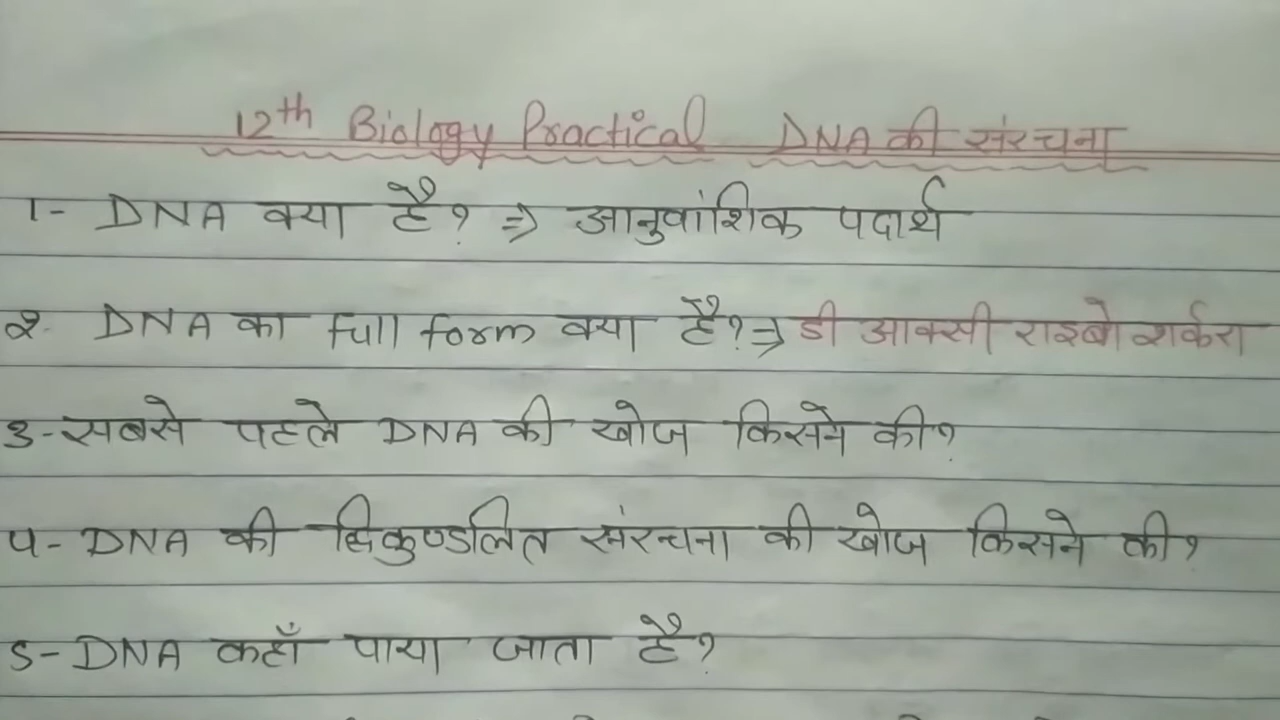 12th Biology Practical DNA की संरचना
1- DNA क्या है? ⇒ आनुवांशिक पदार्थ
2. DNA का full form क्या है? ⇒ डी आक्सी राइबो शर्करा
3-सबसे पहले DNA की खोज किसने की?
4- DNA की द्विकुण्डलित संरचना की खोज किसने की?
5-DNA कहाँ पाया जाता है?